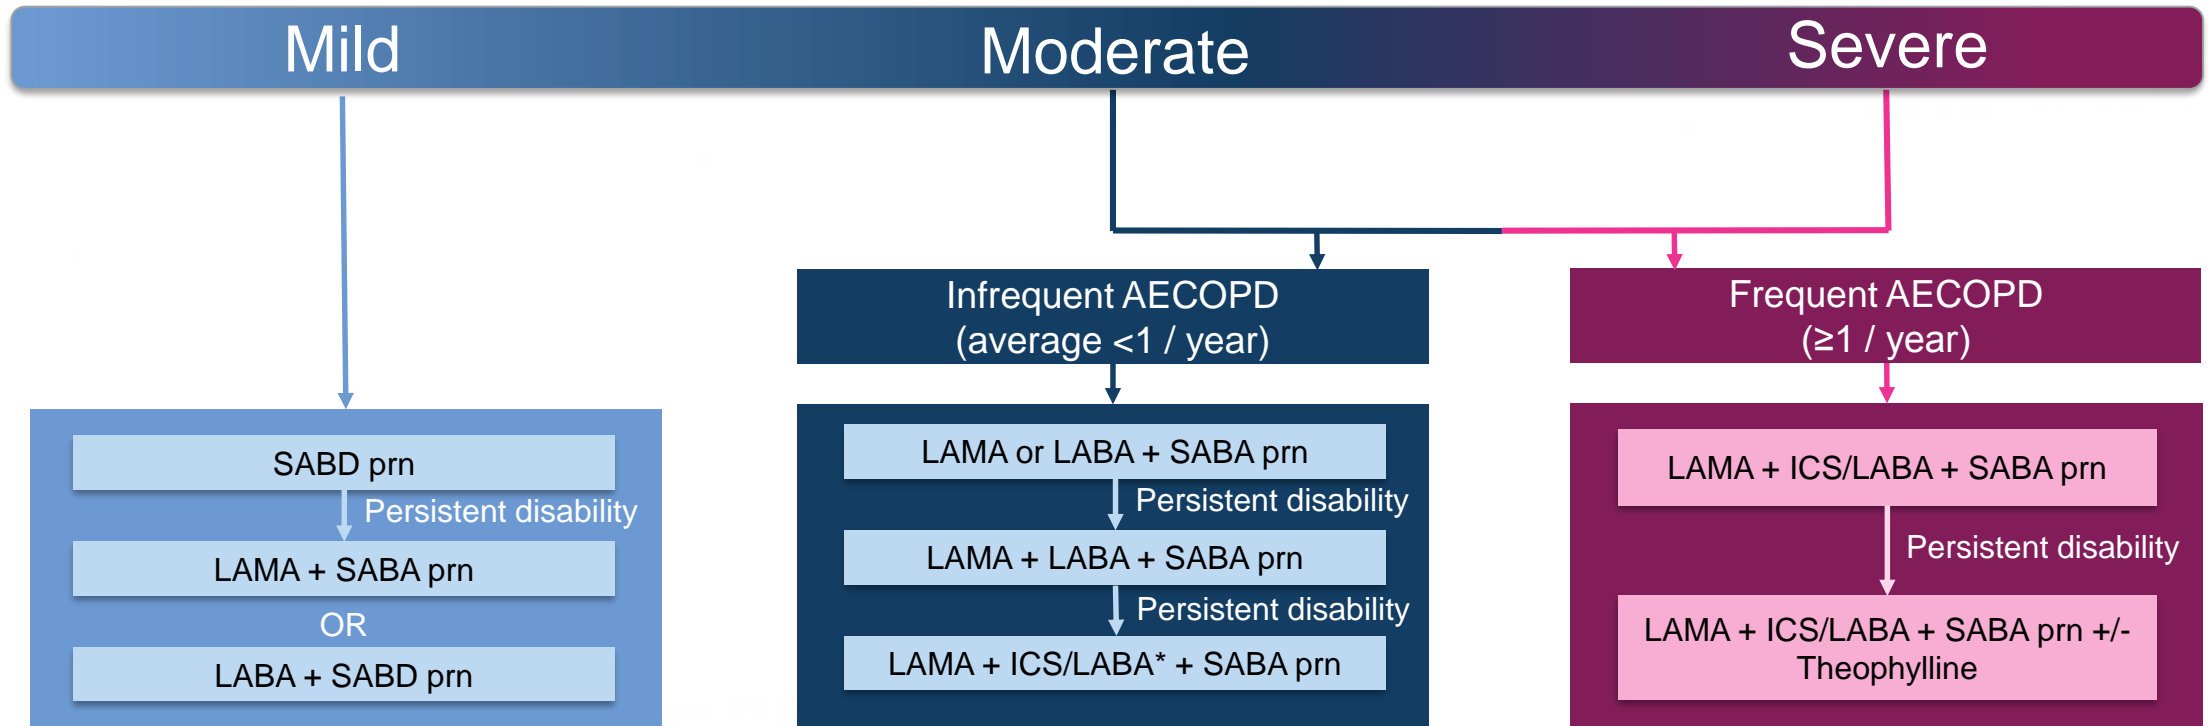 Mild
Moderate
Severe
SABD prn
Persistent disability
LAMA + SABA prn
OR
LABA + SABD prn
Infrequent AECOPD
(average <1 / year)
LAMA or LABA + SABA prn
Persistent disability
LAMA + LABA + SABA prn
Persistent disability
LAMA + ICS/LABA* + SABA prn
Frequent AECOPD
(≥1 / year)
LAMA + ICS/LABA + SABA prn
Persistent disability
LAMA + ICS/LABA + SABA prn +/-
Theophylline